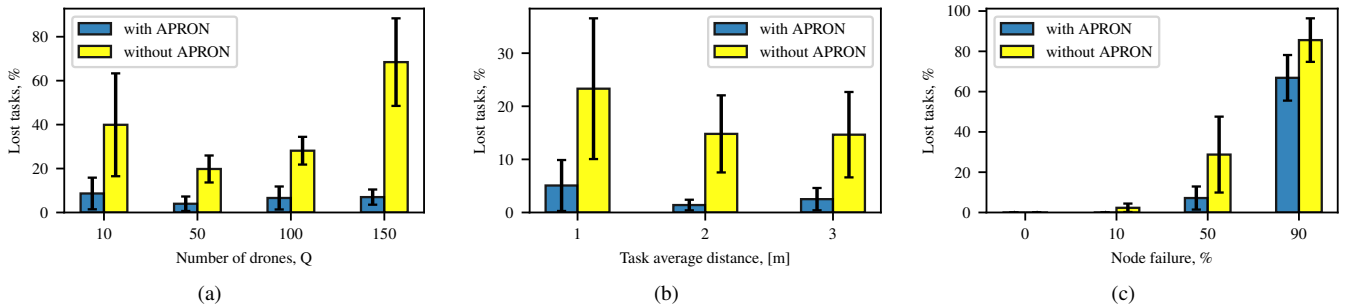 with APRON
without APRON
Lost tasks, %
80
60
40
20
0
10
50
100
150
Number of drones, Q
(a)
with APRON
without APRON
Lost tasks, %
30
20
10
0
1
2
3
Task average distance, [m]
(b)
with APRON
without APRON
Lost tasks, %
100
80
60
40
20
0
0
10
50
90
Node failure, %
(c)